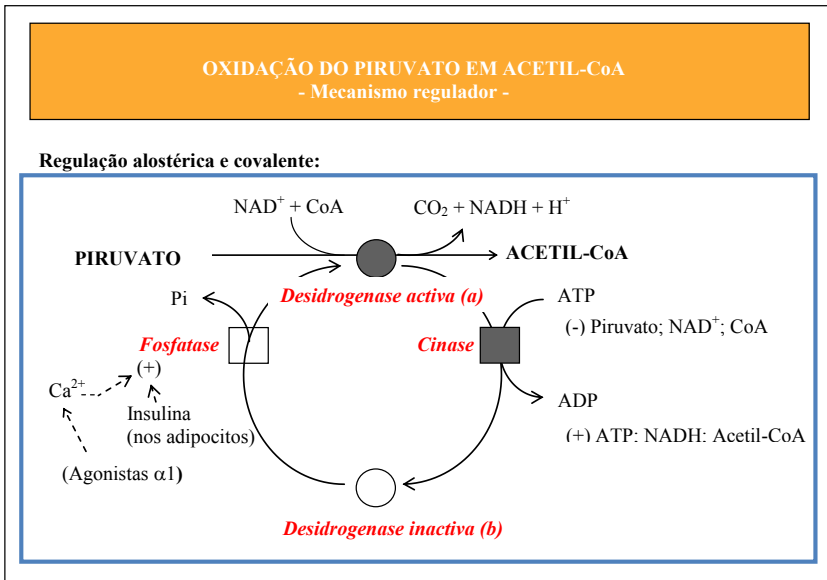 OXIDAÇÃO DO PIRUVATO EM ACETIL-CoA
- Mecanismo regulador -
Regulação alostérica e covalente:
NAD⁺ + CoA
CO₂ + NADH + H⁺
PIRUVATO
ACETIL-CoA
Desidrogenase activa (a)
Pi
ATP
(-) Piruvato; NAD⁺; CoA
Fosfatase
Cinase
(+)
Ca²⁺
Insulina
(nos adipocitos)
ADP
(+) ATP; NADH; Acetil-CoA
(Agonistas α1)
Desidrogenase inactiva (b)